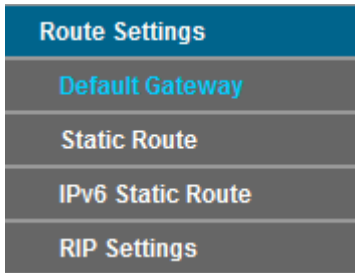 Route Settings
Default Gateway
Static Route
IPv6 Static Route
RIP Settings